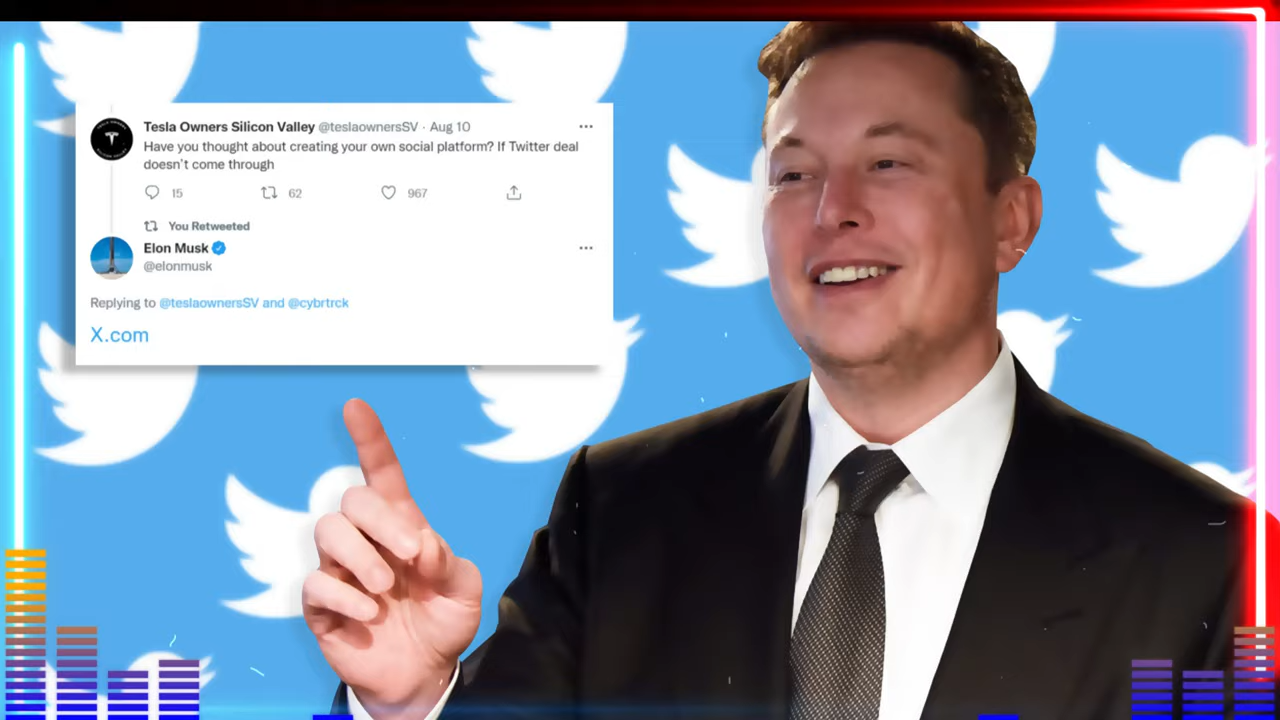 Tesla Owners Silicon Valley @teslaownersSV · Aug 10
Have you thought about creating your own social platform? If Twitter deal
doesn't come through
15 62 967
You Retweeted
Elon Musk
@elonmusk
Replying to @teslaownersSV and @cybrtrck
X.com